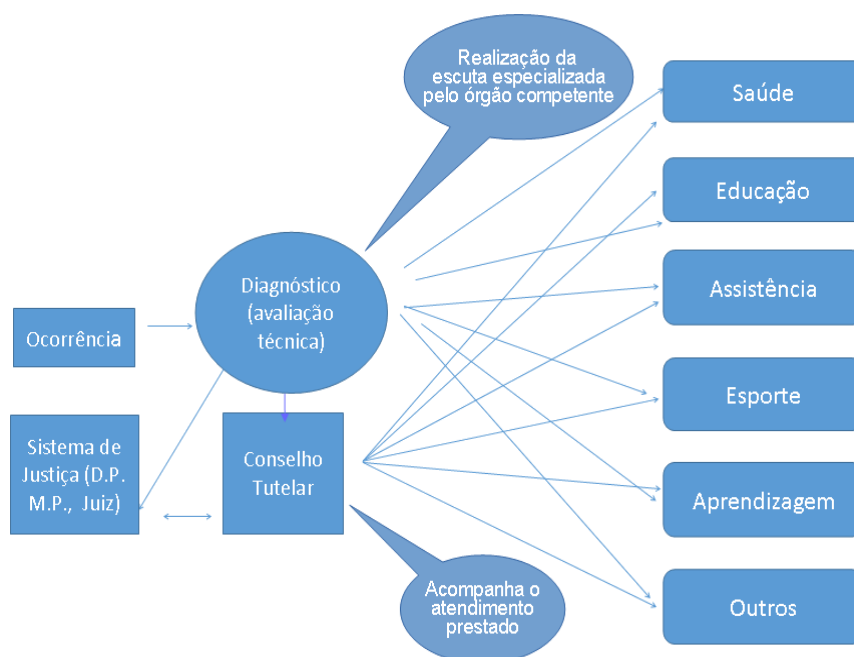 Realização da
escuta especializada
pelo órgão competente
Saúde
Educação
Diagnóstico
(avaliação
técnica)
Assistência
Ocorrência
Esporte
Sistema de
Justiça (D.P.
M.P., Juiz)
Conselho
Tutelar
Aprendizagem
Acompanha o
atendimento
prestado
Outros